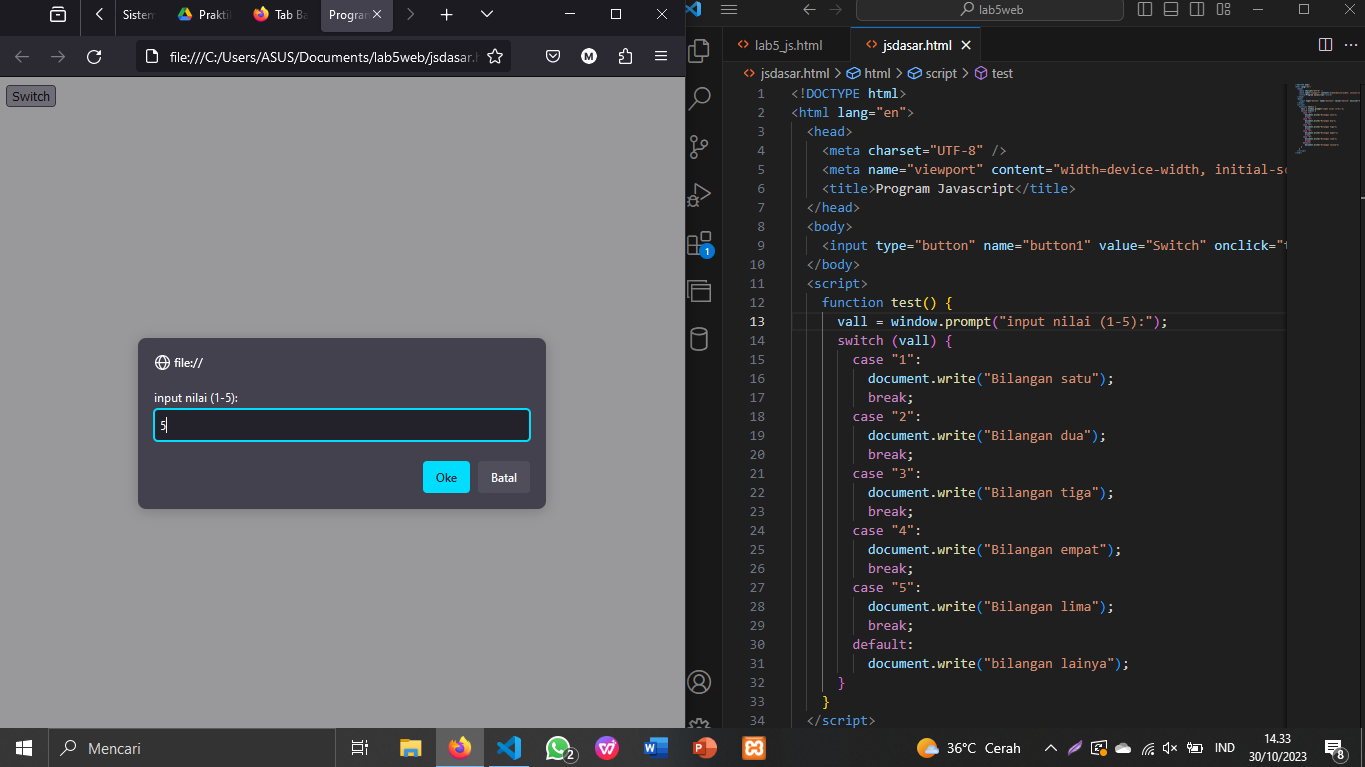 Sistem
Prakti
Tab Ba
Program
file:///C:/Users/ASUS/Documents/lab5web/jsdasar.h
M
Switch
file://
input nilai (1-5):
5
Oke
Batal
lab5web
lab5_js.html
jsdasar.html
jsdasar.html > html > script > test
1 <!DOCTYPE html>
2 <html lang="en">
3 <head>
4 <meta charset="UTF-8" />
5 <meta name="viewport" content="width=device-width, initial-sc
6 <title>Program Javascript</title>
7 </head>
8 <body>
9 <input type="button" name="button1" value="Switch" onclick="t
10 </body>
11 <script>
12 function test() {
13 vall = window.prompt("input nilai (1-5):");
14 switch (vall) {
15 case "1":
16 document.write("Bilangan satu");
17 break;
18 case "2":
19 document.write("Bilangan dua");
20 break;
21 case "3":
22 document.write("Bilangan tiga");
23 break;
24 case "4":
25 document.write("Bilangan empat");
26 break;
27 case "5":
28 document.write("Bilangan lima");
29 break;
30 default:
31 document.write("bilangan lainya");
32 }
33 }
34 </script>
1
Mencari
2
36°C Cerah
IND
14.33
30/10/2023
8